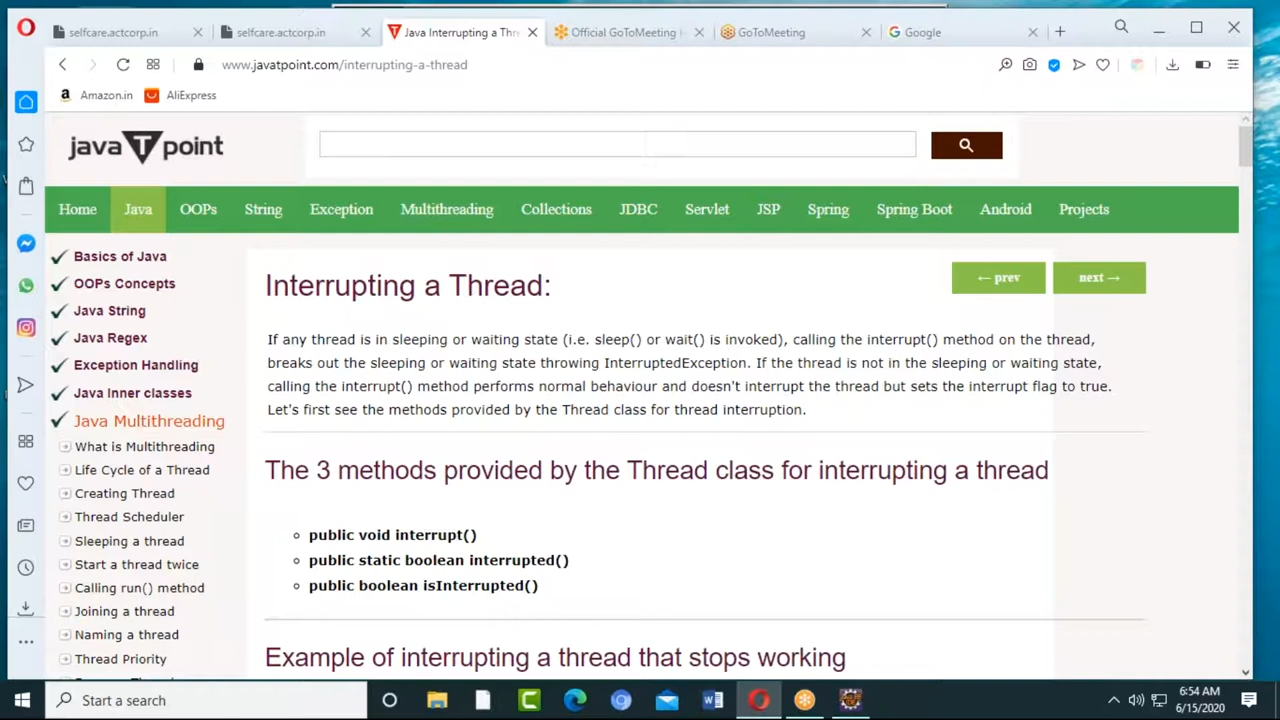 selfcare.actcorp.in
selfcare.actcorp.in
Java Interrupting a Thre
Official GoToMeeting
GoToMeeting
Google
www.javatpoint.com/interrupting-a-thread
Amazon.in
AliExpress
javaTpoint
Home
Java
OOPs
String
Exception
Multithreading
Collections
JDBC
Servlet
JSP
Spring
Spring Boot
Android
Projects
Basics of Java
OOPs Concepts
Java String
Java Regex
Exception Handling
Java Inner classes
Java Multithreading
What is Multithreading
Life Cycle of a Thread
Creating Thread
Thread Scheduler
Sleeping a thread
Start a thread twice
Calling run() method
Joining a thread
Naming a thread
Thread Priority
Interrupting a Thread:
← prev
next →
If any thread is in sleeping or waiting state (i.e. sleep() or wait() is invoked), calling the interrupt() method on the thread,
breaks out the sleeping or waiting state throwing InterruptedException. If the thread is not in the sleeping or waiting state,
calling the interrupt() method performs normal behaviour and doesn't interrupt the thread but sets the interrupt flag to true.
Let's first see the methods provided by the Thread class for thread interruption.
The 3 methods provided by the Thread class for interrupting a thread
public void interrupt()
public static boolean interrupted()
public boolean isInterrupted()
Example of interrupting a thread that stops working
Start a search
6:54 AM
6/15/2020